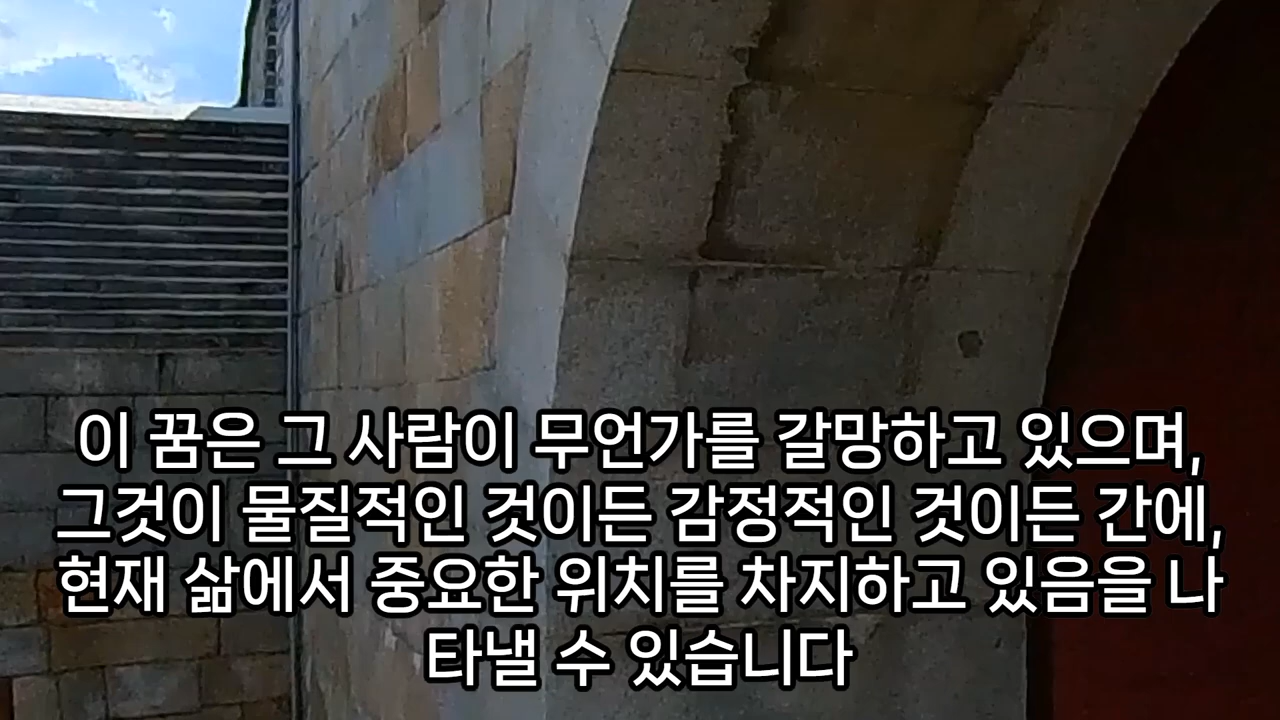 이 꿈은 그 사람이 무언가를 갈망하고 있으며,
그것이 물질적인 것이든 감정적인 것이든 간에,
현재 삶에서 중요한 위치를 차지하고 있음을 나
타낼 수 있습니다